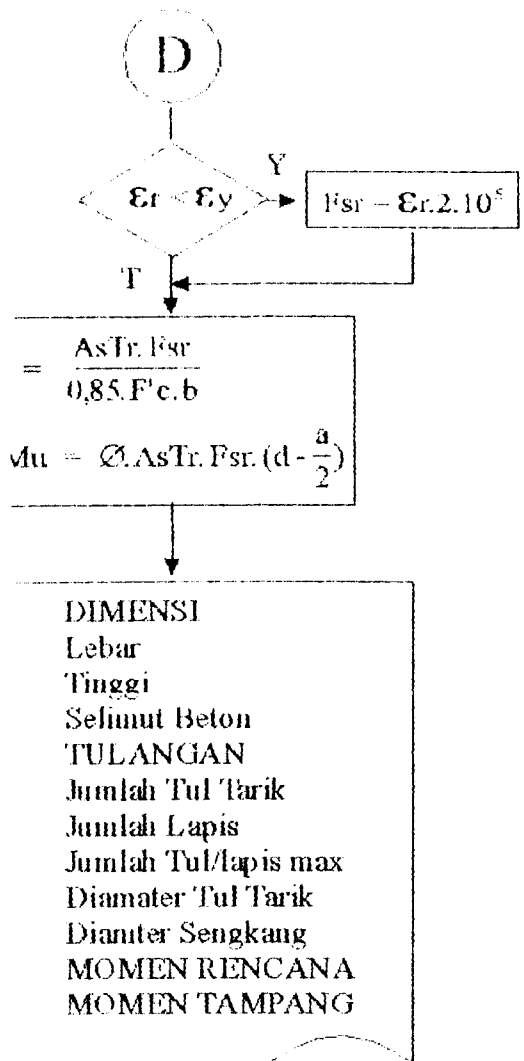 D
εr < εy
Y
Fsr = εr.2.10⁵
T
= AsTr. Fsr
0,85.F'c.b
Mu = Ø.AsTr.Fsr.(d - a/2)
DIMENSI
Lebar
Tinggi
Selimut Beton
TULANGAN
Jumlah Tul Tarik
Jumlah Lapis
Jumlah Tul/lapis max
Diamater Tul Tarik
Diamter Sengkang
MOMEN RENCANA
MOMEN TAMPANG